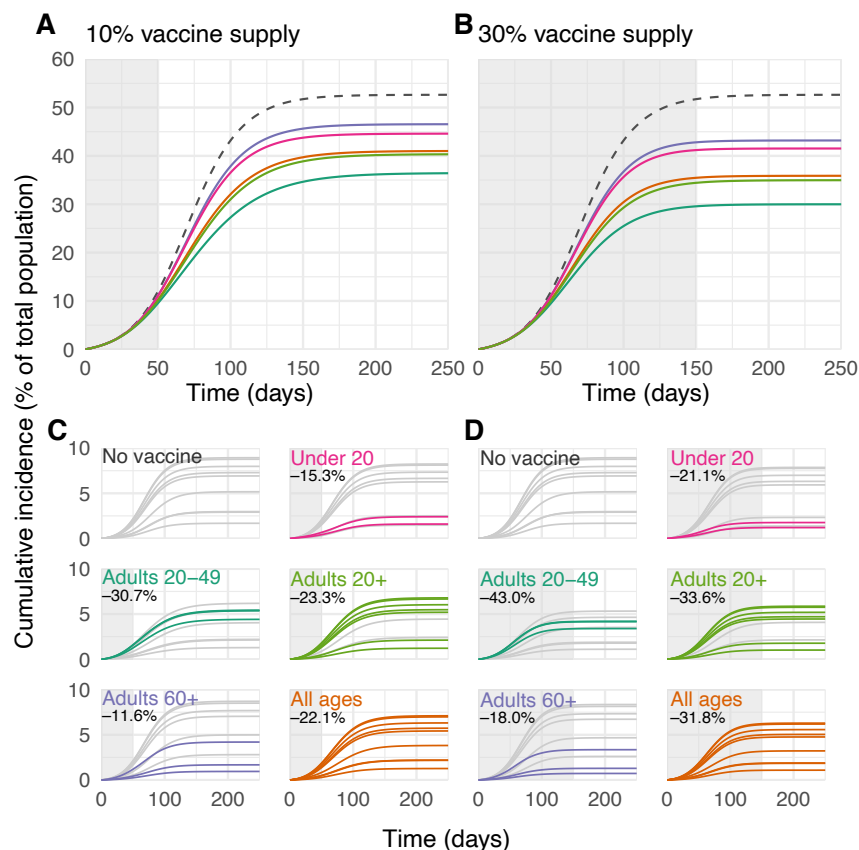 A
10% vaccine supply
B
30% vaccine supply
60
50
40
30
20
10
0
0 50 100 150 200 250
Time (days)
0 50 100 150 200 250
Time (days)
Cumulative incidence (% of total population)
C
D
10
5
0
No vaccine
Under 20
−15.3%
No vaccine
Under 20
−21.1%
10
5
0
Adults 20−49
−30.7%
Adults 20+
−23.3%
Adults 20−49
−43.0%
Adults 20+
−33.6%
10
5
0
Adults 60+
−11.6%
All ages
−22.1%
Adults 60+
−18.0%
All ages
−31.8%
0 100 200
0 100 200
0 100 200
0 100 200
Time (days)